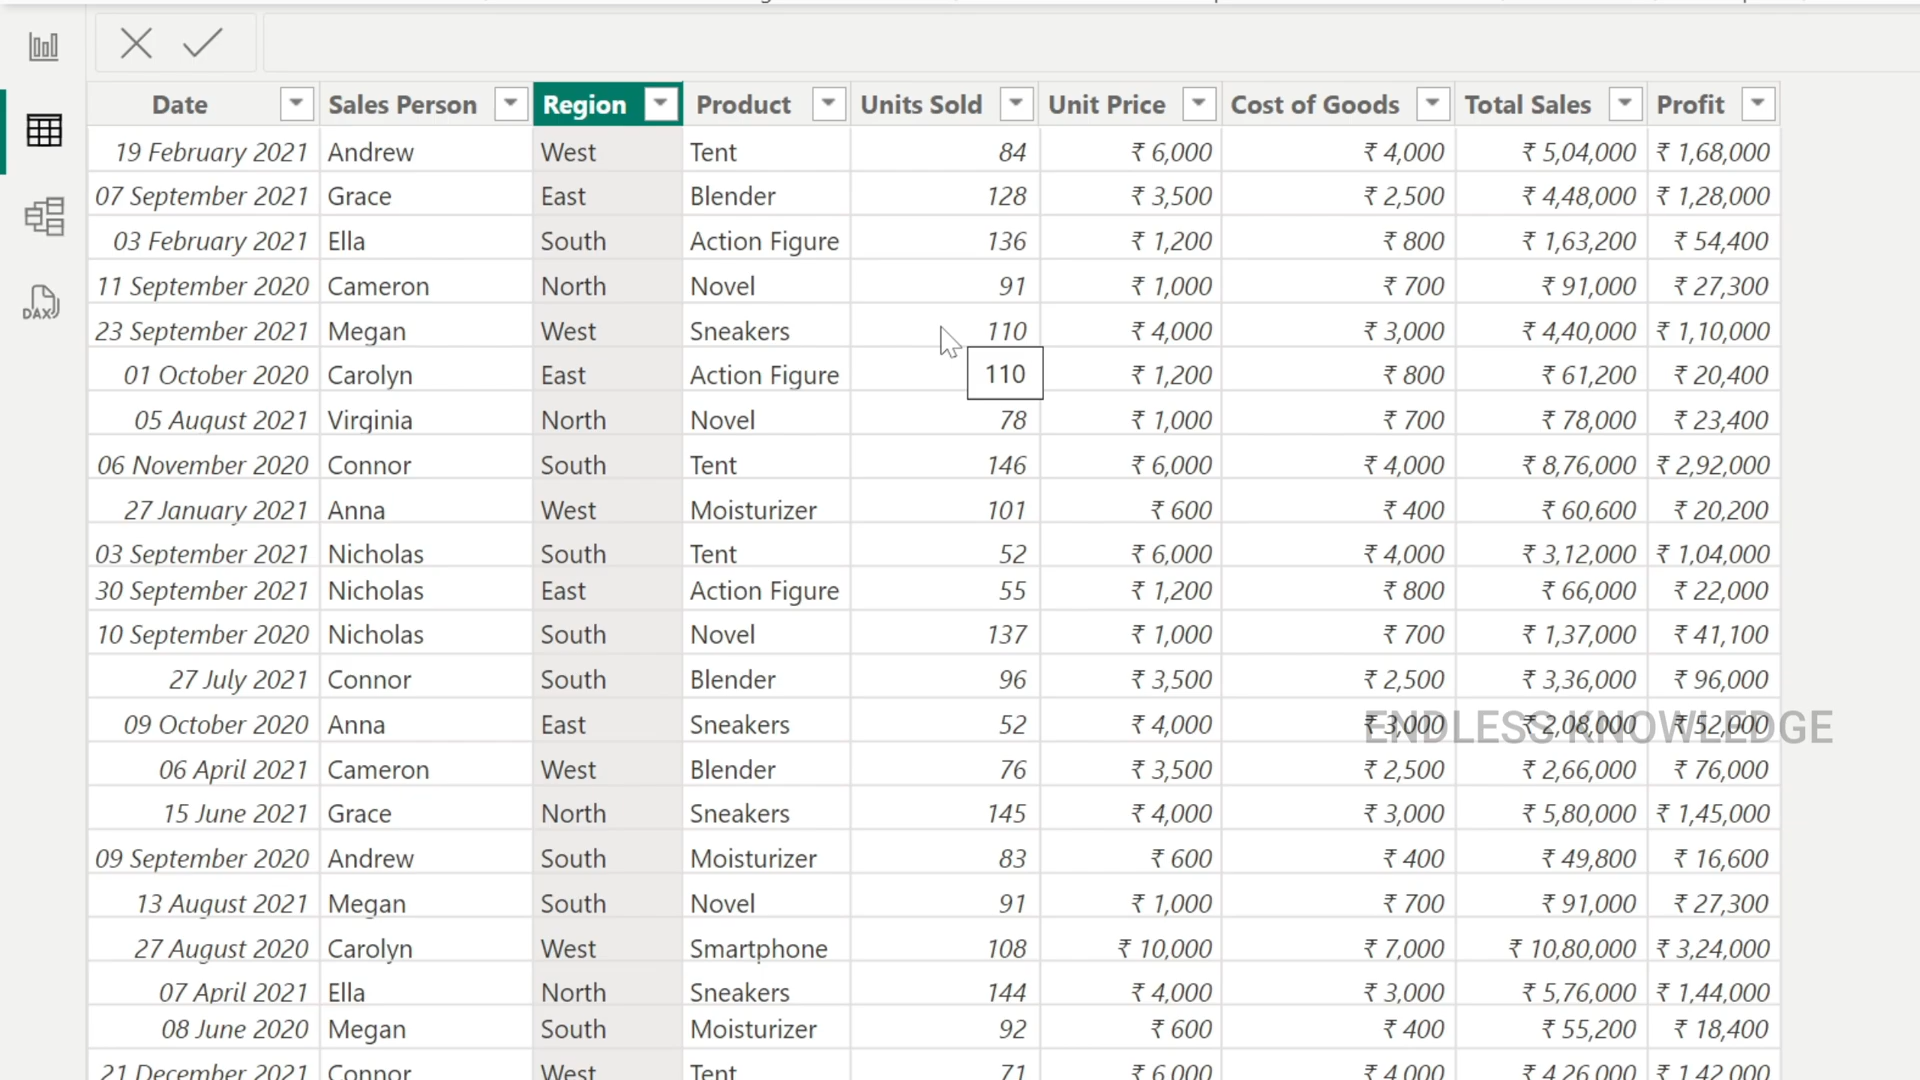 Date Sales Person Region Product Units Sold Unit Price Cost of Goods Total Sales Profit
19 February 2021 Andrew West Tent 84 ₹ 6,000 ₹ 4,000 ₹ 5,04,000 ₹ 1,68,000
07 September 2021 Grace East Blender 128 ₹ 3,500 ₹ 2,500 ₹ 4,48,000 ₹ 1,28,000
03 February 2021 Ella South Action Figure 136 ₹ 1,200 ₹ 800 ₹ 1,63,200 ₹ 54,400
11 September 2020 Cameron North Novel 91 ₹ 1,000 ₹ 700 ₹ 91,000 ₹ 27,300
23 September 2021 Megan West Sneakers 110 ₹ 4,000 ₹ 3,000 ₹ 4,40,000 ₹ 1,10,000
01 October 2020 Carolyn East Action Figure 110 ₹ 1,200 ₹ 800 ₹ 61,200 ₹ 20,400
05 August 2021 Virginia North Novel 78 ₹ 1,000 ₹ 700 ₹ 78,000 ₹ 23,400
06 November 2020 Connor South Tent 146 ₹ 6,000 ₹ 4,000 ₹ 8,76,000 ₹ 2,92,000
27 January 2021 Anna West Moisturizer 101 ₹ 600 ₹ 400 ₹ 60,600 ₹ 20,200
03 September 2021 Nicholas South Tent 52 ₹ 6,000 ₹ 4,000 ₹ 3,12,000 ₹ 1,04,000
30 September 2021 Nicholas East Action Figure 55 ₹ 1,200 ₹ 800 ₹ 66,000 ₹ 22,000
10 September 2020 Nicholas South Novel 137 ₹ 1,000 ₹ 700 ₹ 1,37,000 ₹ 41,100
27 July 2021 Connor South Blender 96 ₹ 3,500 ₹ 2,500 ₹ 3,36,000 ₹ 96,000
09 October 2020 Anna East Sneakers 52 ₹ 4,000 ₹ 3,000 ₹ 2,08,000 ₹ 52,000
ENDLESS KNOWLEDGE
06 April 2021 Cameron West Blender 76 ₹ 3,500 ₹ 2,500 ₹ 2,66,000 ₹ 76,000
15 June 2021 Grace North Sneakers 145 ₹ 4,000 ₹ 3,000 ₹ 5,80,000 ₹ 1,45,000
09 September 2020 Andrew South Moisturizer 83 ₹ 600 ₹ 400 ₹ 49,800 ₹ 16,600
13 August 2021 Megan South Novel 91 ₹ 1,000 ₹ 700 ₹ 91,000 ₹ 27,300
27 August 2020 Carolyn West Smartphone 108 ₹ 10,000 ₹ 7,000 ₹ 10,80,000 ₹ 3,24,000
07 April 2021 Ella North Sneakers 144 ₹ 4,000 ₹ 3,000 ₹ 5,76,000 ₹ 1,44,000
08 June 2020 Megan South Moisturizer 92 ₹ 600 ₹ 400 ₹ 55,200 ₹ 18,400
21 December 2021 Connor West Tent 71 ₹ 6,000 ₹ 4,000 ₹ 4,26,000 ₹ 1,42,000
DAX